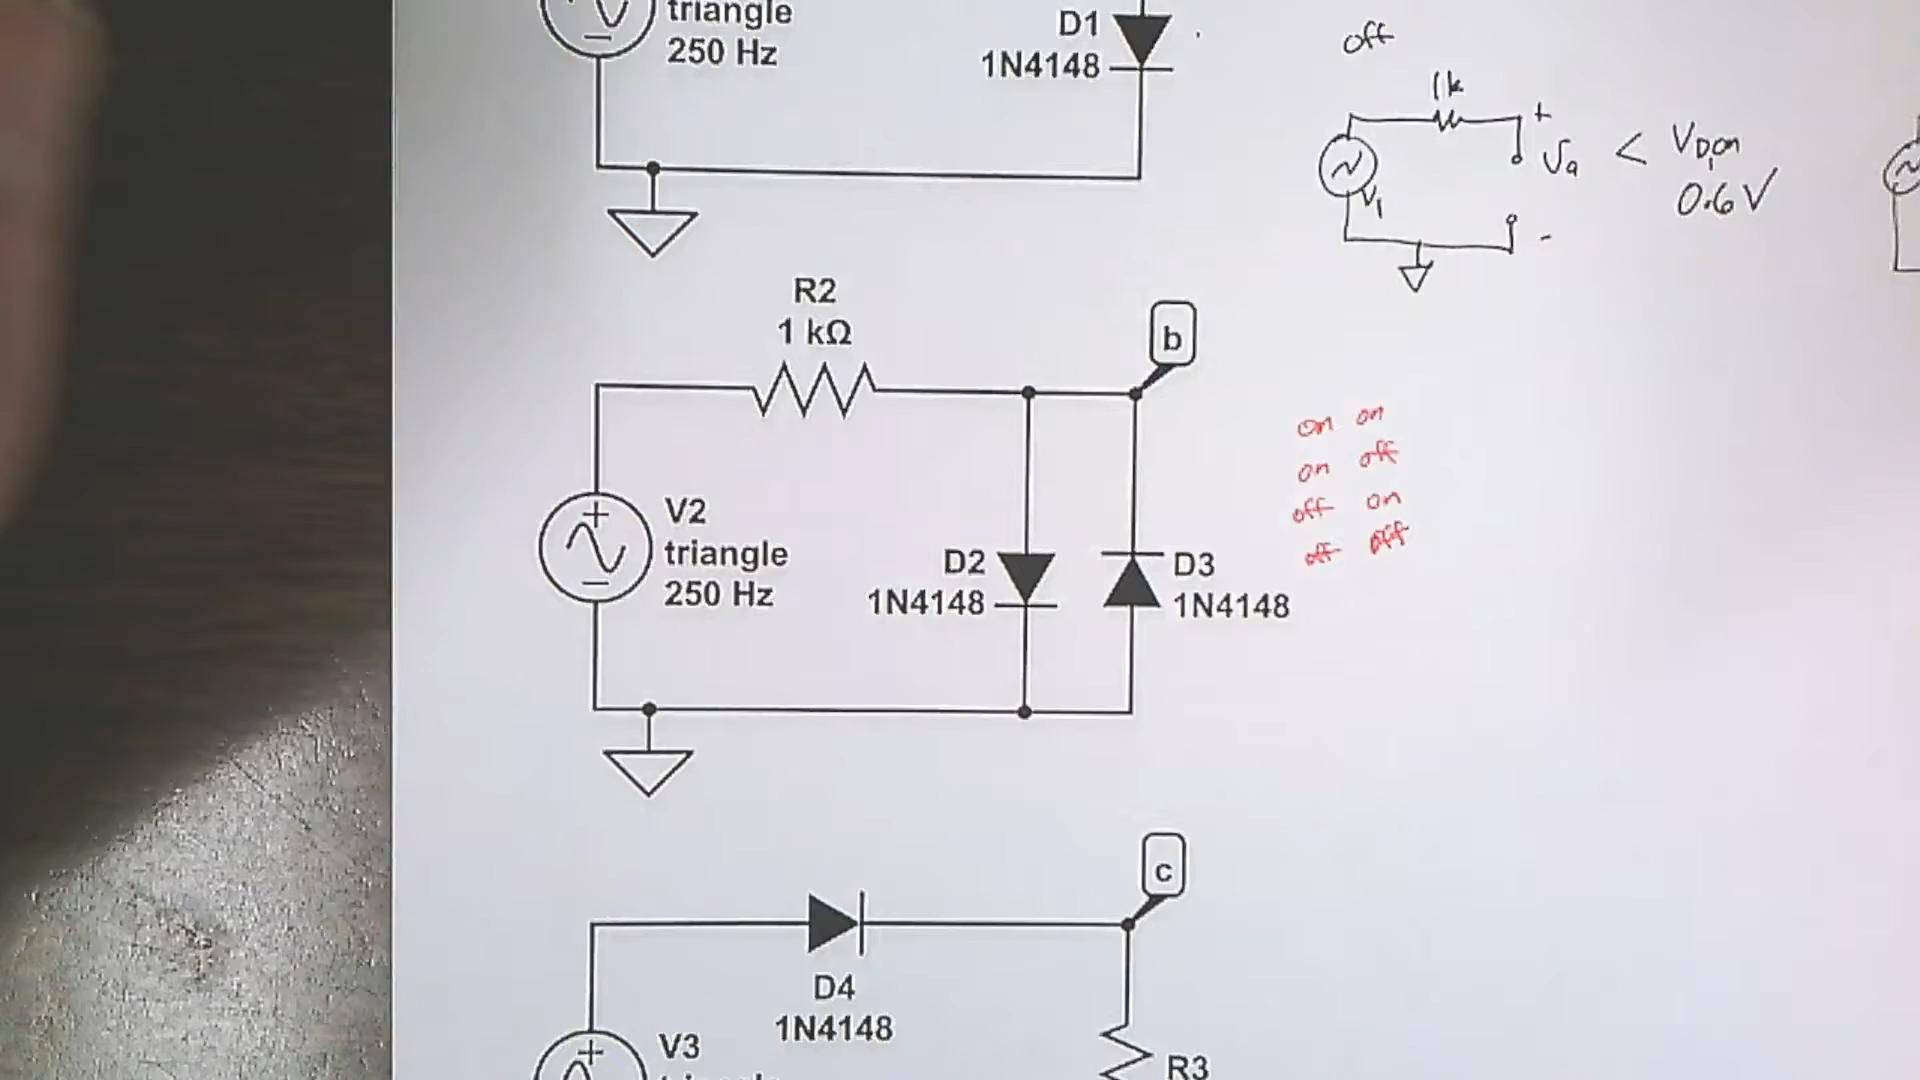 triangle
250 Hz
D1
1N4148
off
1k
+
Va < VD,on
0.6V
V1
-
R2
1 kΩ
b
on on
on off
off on
off off
+
V2
triangle
250 Hz
D2
1N4148
D3
1N4148
c
D4
1N4148
+
V3
R3